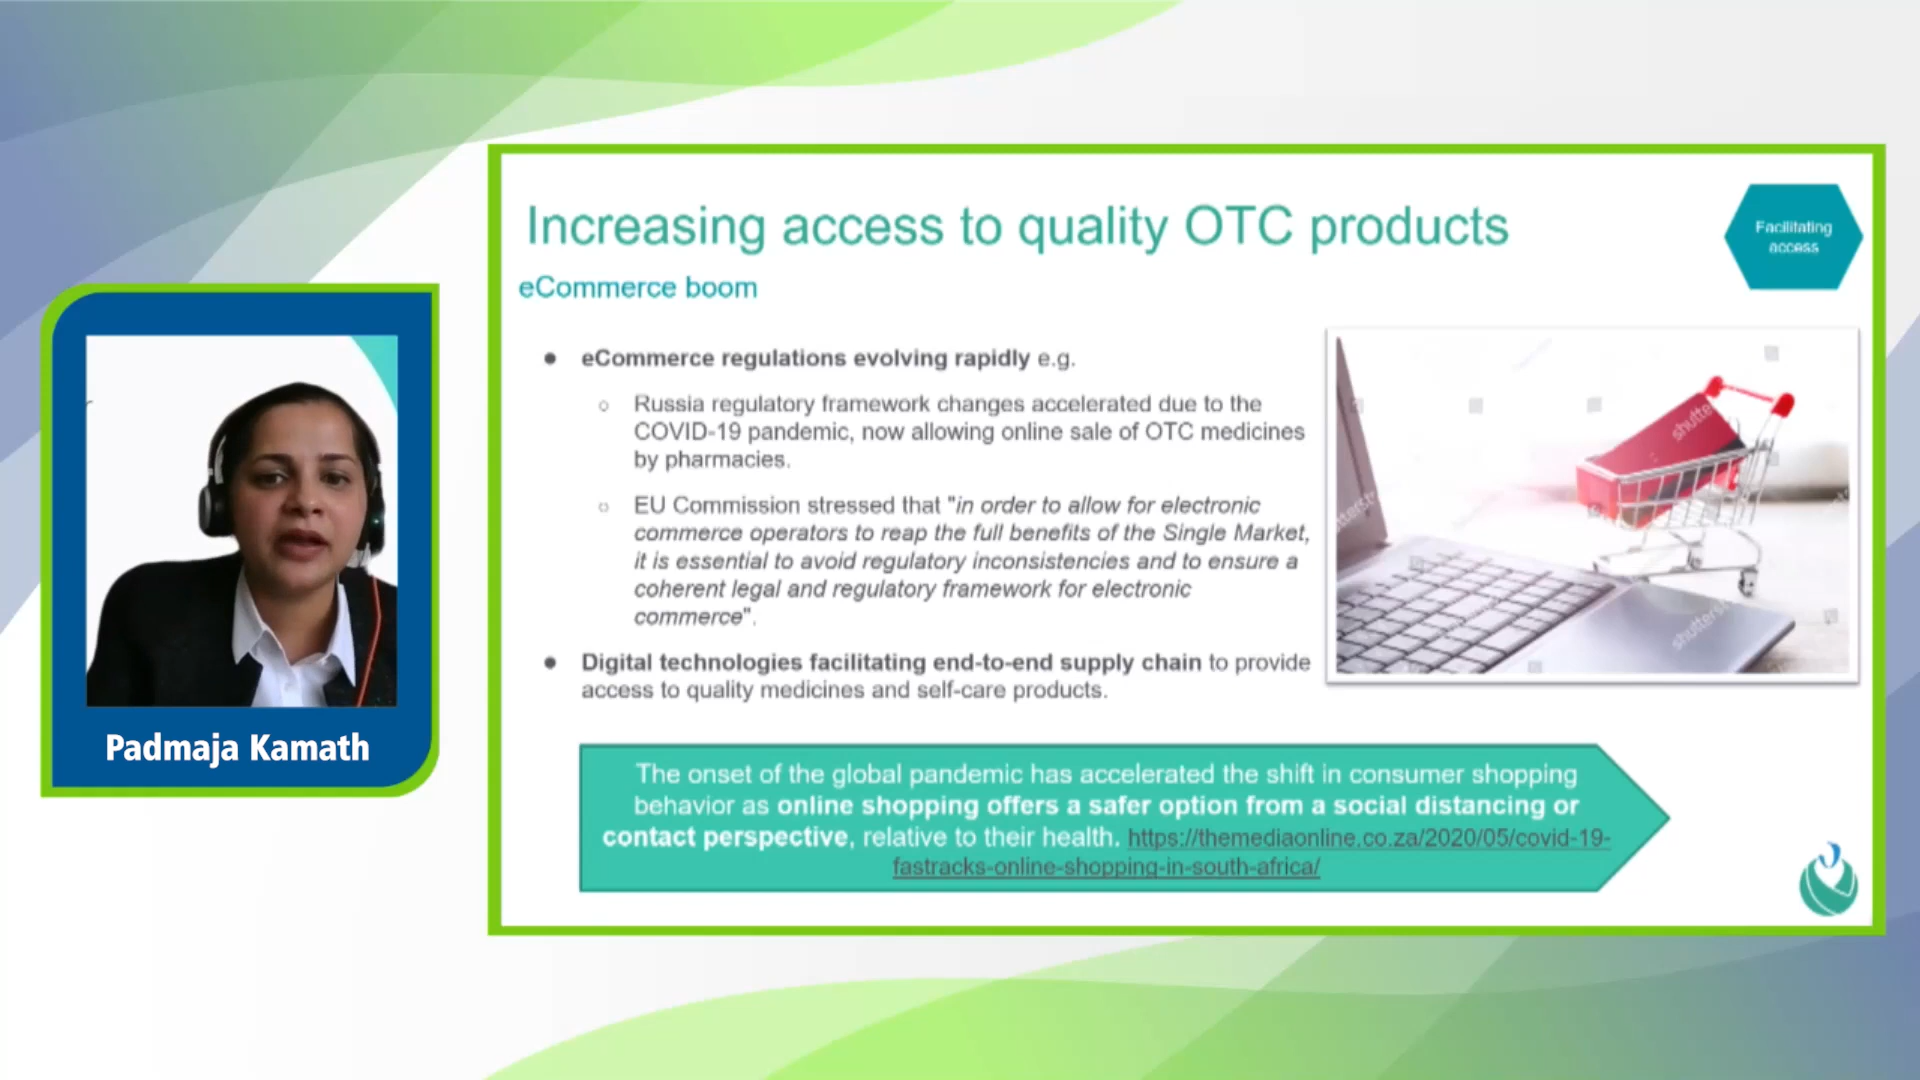 Increasing access to quality OTC products
Facilitating
access
eCommerce boom
● eCommerce regulations evolving rapidly e.g.
○ Russia regulatory framework changes accelerated due to the
COVID-19 pandemic, now allowing online sale of OTC medicines
by pharmacies.
○ EU Commission stressed that "in order to allow for electronic
commerce operators to reap the full benefits of the Single Market,
it is essential to avoid regulatory inconsistencies and to ensure a
coherent legal and regulatory framework for electronic
commerce".
● Digital technologies facilitating end-to-end supply chain to provide
access to quality medicines and self-care products.
The onset of the global pandemic has accelerated the shift in consumer shopping
behavior as online shopping offers a safer option from a social distancing or
contact perspective, relative to their health. https://themediaonline.co.za/2020/05/covid-19-
fastracks-online-shopping-in-south-africa/
Padmaja Kamath